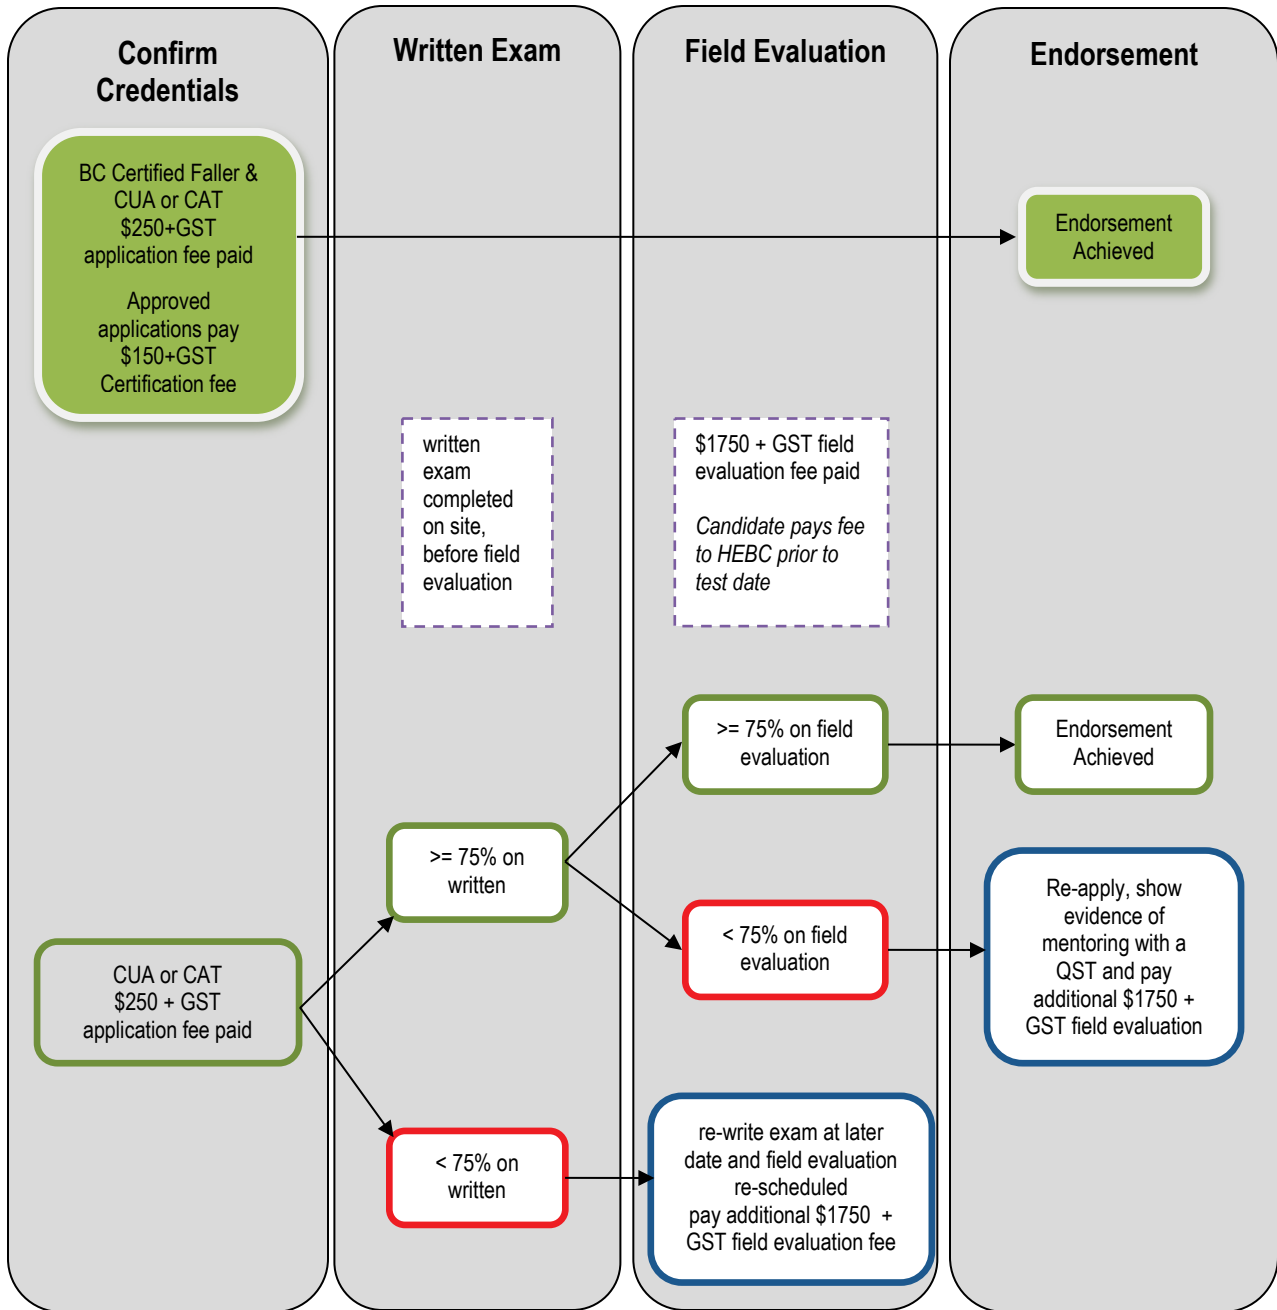 Confirm
Credentials
Written Exam
Field Evaluation
Endorsement
BC Certified Faller &
CUA or CAT
$250+GST
application fee paid
Approved
applications pay
$150+GST
Certification fee
Endorsement
Achieved
written
exam
completed
on site,
before field
evaluation
$1750 + GST field
evaluation fee paid
Candidate pays fee
to HEBC prior to
test date
>= 75% on field
evaluation
Endorsement
Achieved
>= 75% on
written
< 75% on field
evaluation
Re-apply, show
evidence of
mentoring with a
QST and pay
additional $1750 +
GST field evaluation
CUA or CAT
$250 + GST
application fee paid
< 75% on
written
re-write exam at later
date and field evaluation
re-scheduled
pay additional $1750 +
GST field evaluation fee